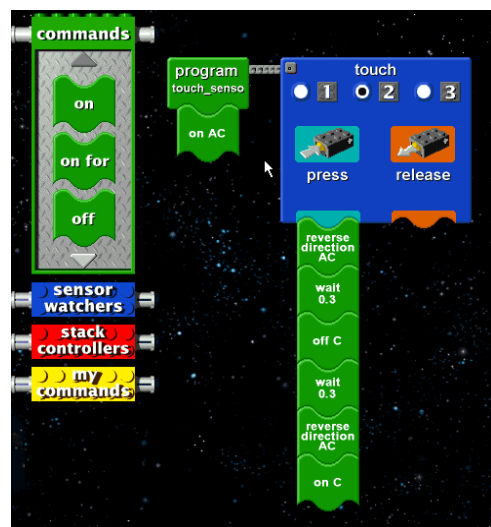 commands
on
on for
off
sensor
watchers
stack
controllers
my
commands
program
touch_senso
on AC
touch
1 2 3
press release
reverse
direction
AC
wait
0.3
off C
wait
0.3
reverse
direction
AC
on C